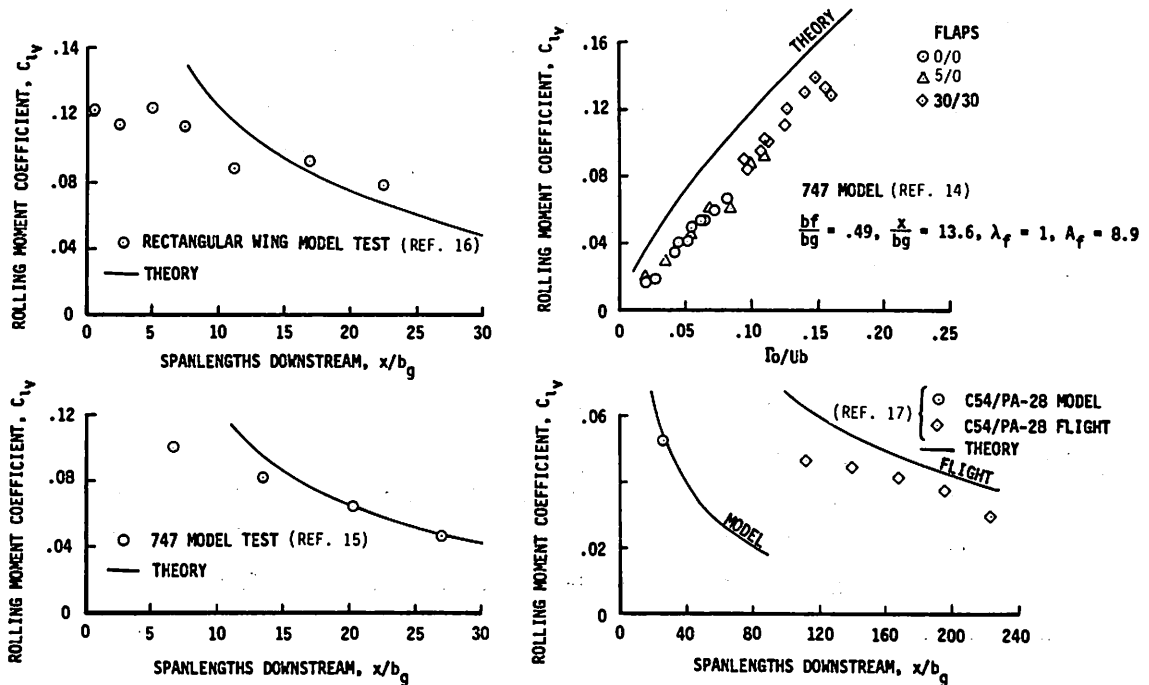 ROLLING MOMENT COEFFICIENT, C_lv
.14
.12
.08
.04
0
RECTANGULAR WING MODEL TEST (REF. 16)
THEORY
0 5 10 15 20 25 30
SPANLENGTHS DOWNSTREAM, x/b_g
ROLLING MOMENT COEFFICIENT, C_lv
.16
.12
.08
.04
0
THEORY
FLAPS
0/0
5/0
30/30
747 MODEL (REF. 14)
bf/bg = .49, x/bg = 13.6, λ_f = 1, A_f = 8.9
.05 .10 .15 .20 .25
Γo/Ub
ROLLING MOMENT COEFFICIENT, C_lv
.12
.08
.04
0
747 MODEL TEST (REF. 15)
THEORY
0 5 10 15 20 25 30
SPANLENGTHS DOWNSTREAM, x/b_g
ROLLING MOMENT COEFFICIENT, C_lv
.06
.04
.02
0
(REF. 17)
C54/PA-28 MODEL
C54/PA-28 FLIGHT
THEORY
FLIGHT
MODEL
0 40 80 120 160 200 240
SPANLENGTHS DOWNSTREAM, x/b_g